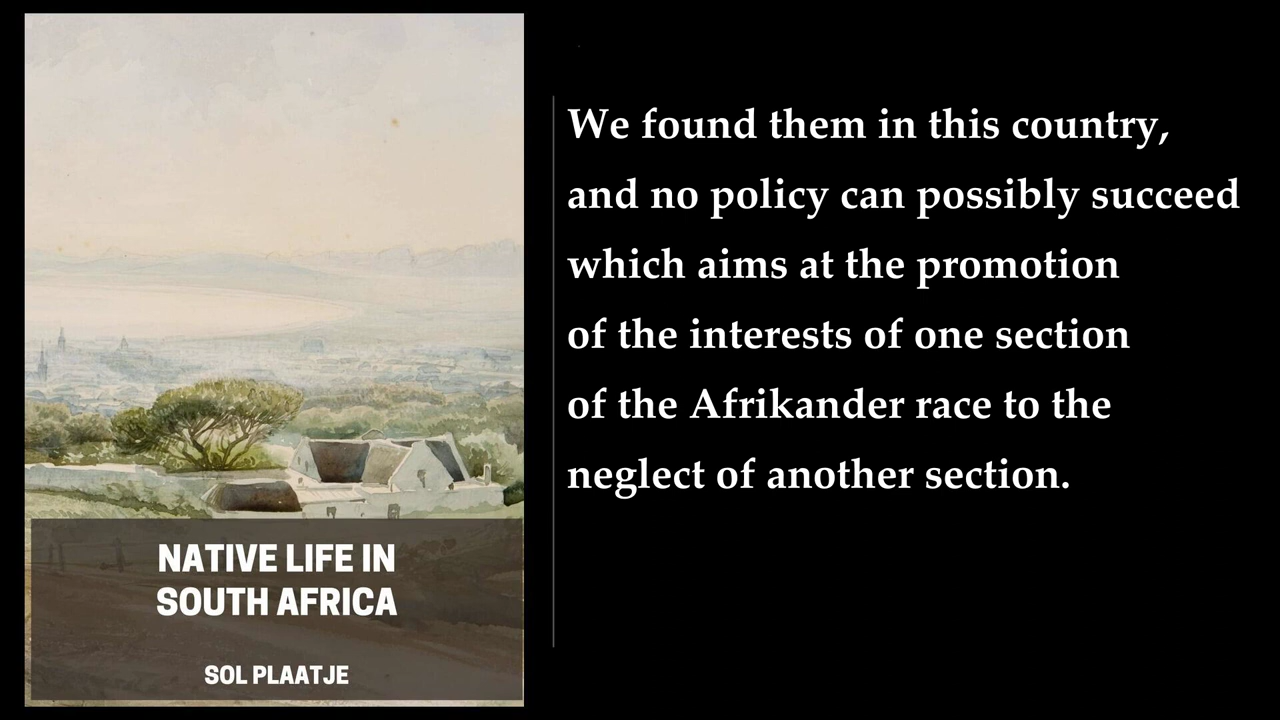 NATIVE LIFE IN
SOUTH AFRICA
SOL PLAATJE
We found them in this country,
and no policy can possibly succeed
which aims at the promotion
of the interests of one section
of the Afrikander race to the
neglect of another section.